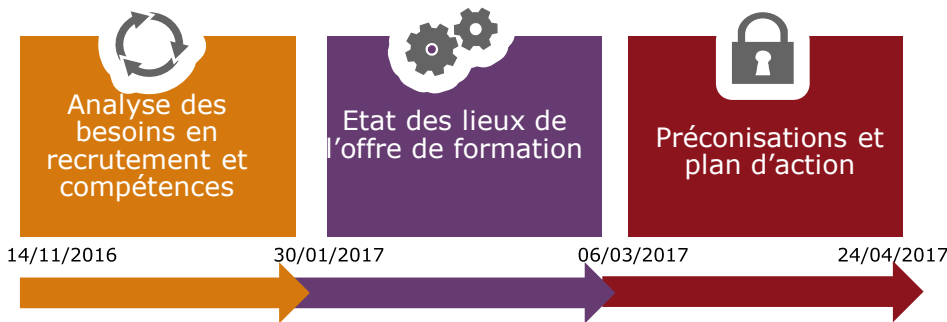 Analyse des
besoins en
recrutement et
compétences
Etat des lieux de
l'offre de formation
Préconisations et
plan d'action
14/11/2016
30/01/2017
06/03/2017
24/04/2017